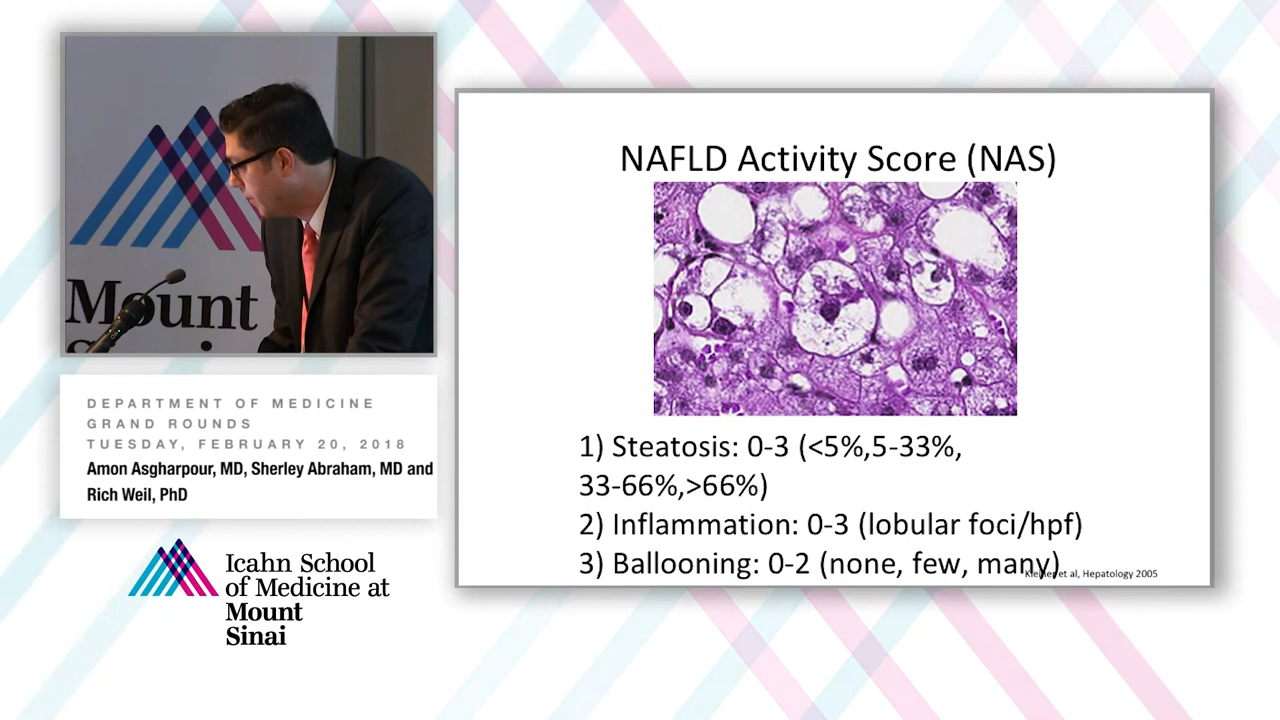 Mount
DEPARTMENT OF MEDICINE
GRAND ROUNDS
TUESDAY, FEBRUARY 20, 2018
Amon Asgharpour, MD, Sherley Abraham, MD and
Rich Weil, PhD
Icahn School
of Medicine at
Mount
Sinai
NAFLD Activity Score (NAS)
1) Steatosis: 0-3 (<5%,5-33%,
33-66%,>66%)
2) Inflammation: 0-3 (lobular foci/hpf)
3) Ballooning: 0-2 (none, few, many)
Kleiner et al, Hepatology 2005